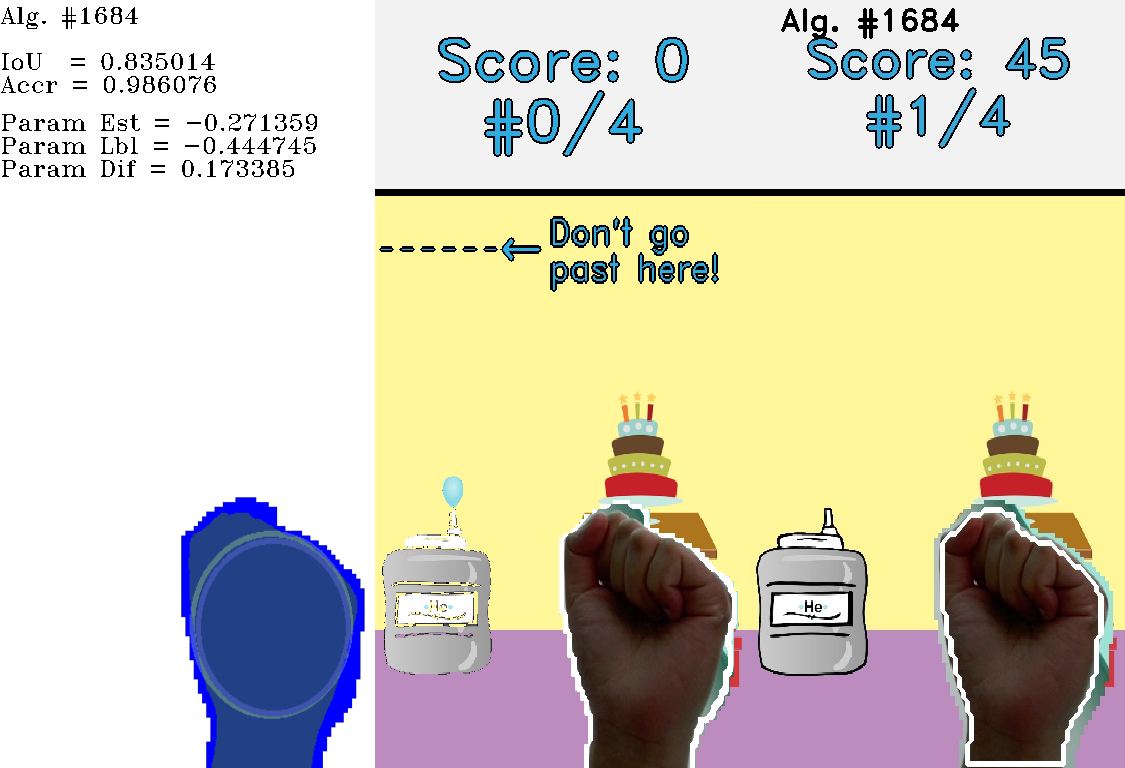 Alg. #1684
IoU = 0.835014
Accr = 0.986076
Param Est = −0.271359
Param Lbl = −0.444745
Param Dif = 0.173385
Score: 0
#0/4
Alg. #1684
Score: 45
#1/4
Don't go
past here!
He
He